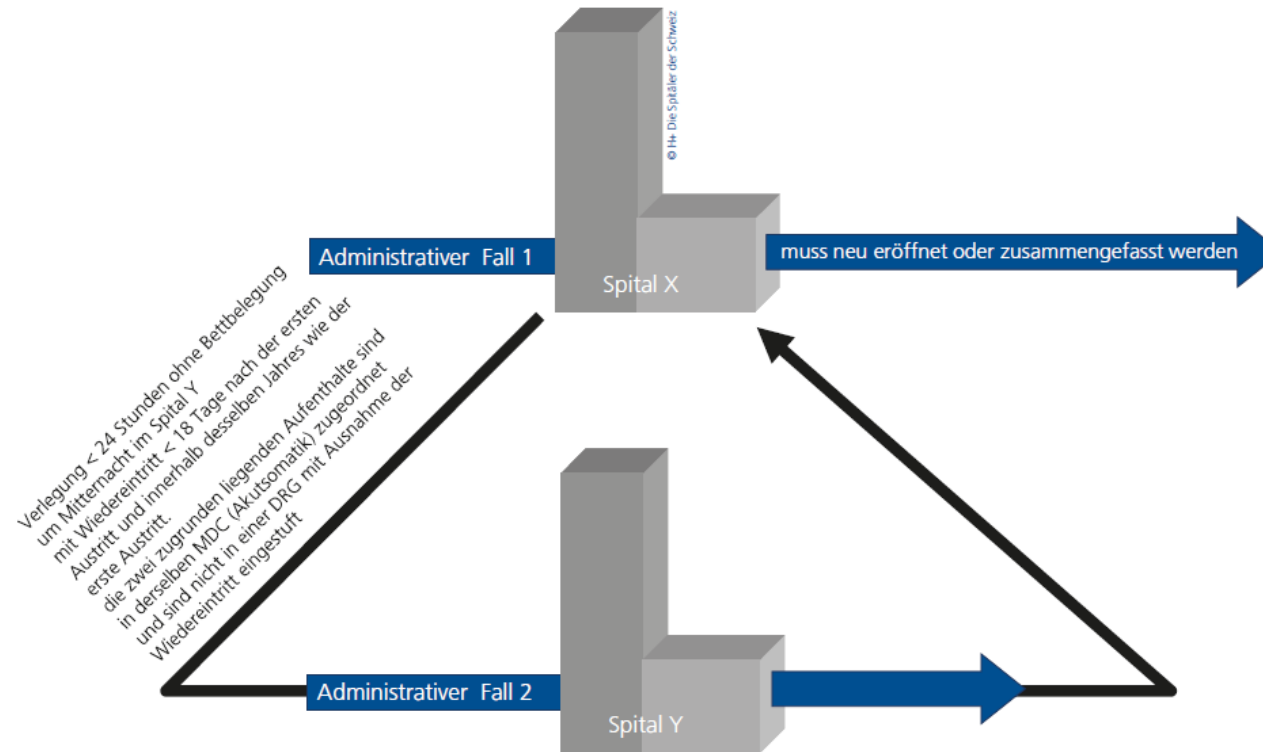 © H+ Die Spitäler der Schweiz
Administrativer Fall 1
muss neu eröffnet oder zusammengefasst werden
Spital X
Verlegung < 24 Stunden ohne Bettbelegung
um Mitternacht im Spital Y
mit Wiedereintritt < 18 Tage nach der ersten
Austritt und innerhalb desselben Jahres wie der
erste Austritt.
die zwei zugrunden liegenden Aufenthalte sind
in derselben MDC (Akutsomatik) zugeordnet
und sind nicht in einer DRG mit Ausnahme der
Wiedereintritt eingestuft
Administrativer Fall 2
Spital Y